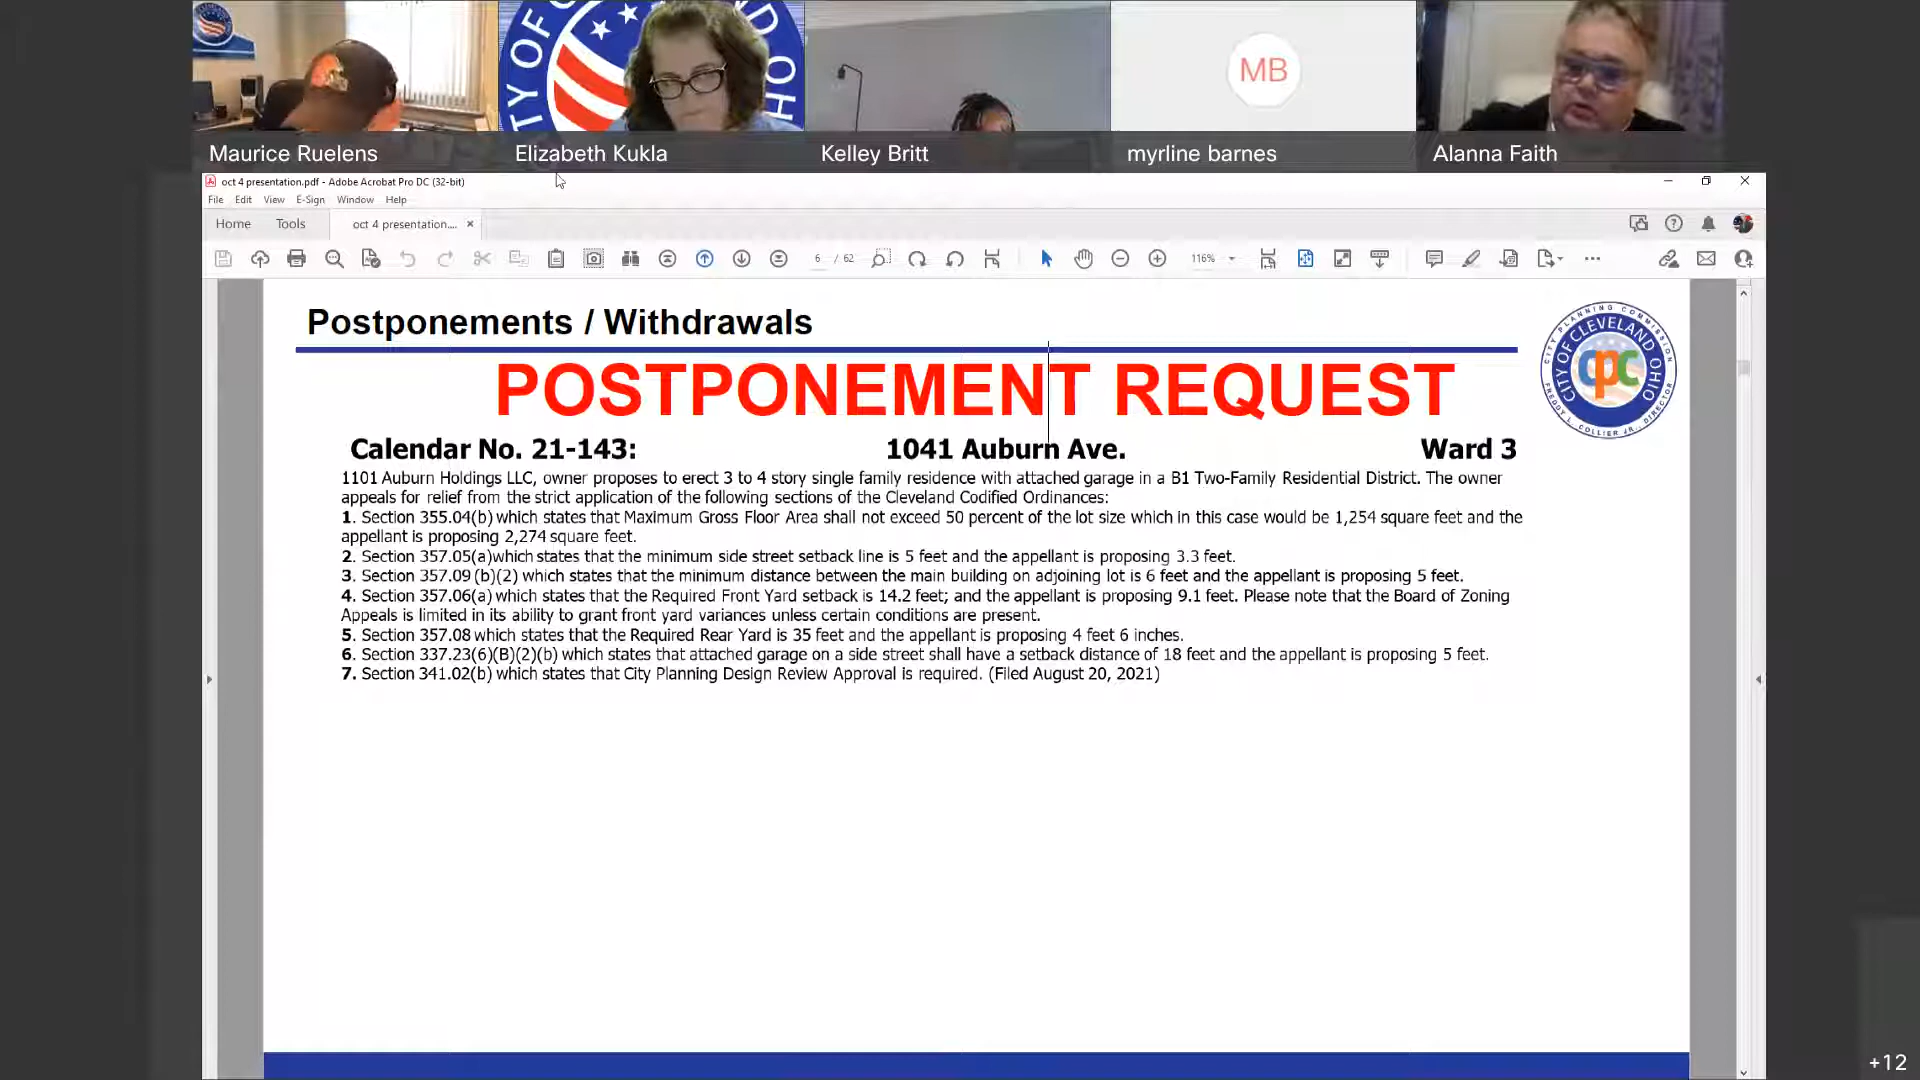 Maurice Ruelens
Elizabeth Kukla
Kelley Britt
MB
myrline barnes
Alanna Faith
oct 4 presentation.pdf - Adobe Acrobat Pro DC (32-bit)
File Edit View E-Sign Window Help
Home Tools oct 4 presentation....
6 / 62
116%
Postponements / Withdrawals
POSTPONEMENT REQUEST
CITY PLANNING COMMISSION
CITY OF CLEVELAND OHIO
cpc
FREDDY L. COLLIER JR., DIRECTOR
Calendar No. 21-143: 1041 Auburn Ave. Ward 3
1101 Auburn Holdings LLC, owner proposes to erect 3 to 4 story single family residence with attached garage in a B1 Two-Family Residential District. The owner
appeals for relief from the strict application of the following sections of the Cleveland Codified Ordinances:
1. Section 355.04(b) which states that Maximum Gross Floor Area shall not exceed 50 percent of the lot size which in this case would be 1,254 square feet and the
appellant is proposing 2,274 square feet.
2. Section 357.05(a)which states that the minimum side street setback line is 5 feet and the appellant is proposing 3.3 feet.
3. Section 357.09 (b)(2) which states that the minimum distance between the main building on adjoining lot is 6 feet and the appellant is proposing 5 feet.
4. Section 357.06(a) which states that the Required Front Yard setback is 14.2 feet; and the appellant is proposing 9.1 feet. Please note that the Board of Zoning
Appeals is limited in its ability to grant front yard variances unless certain conditions are present.
5. Section 357.08 which states that the Required Rear Yard is 35 feet and the appellant is proposing 4 feet 6 inches.
6. Section 337.23(6)(B)(2)(b) which states that attached garage on a side street shall have a setback distance of 18 feet and the appellant is proposing 5 feet.
7. Section 341.02(b) which states that City Planning Design Review Approval is required. (Filed August 20, 2021)
+12